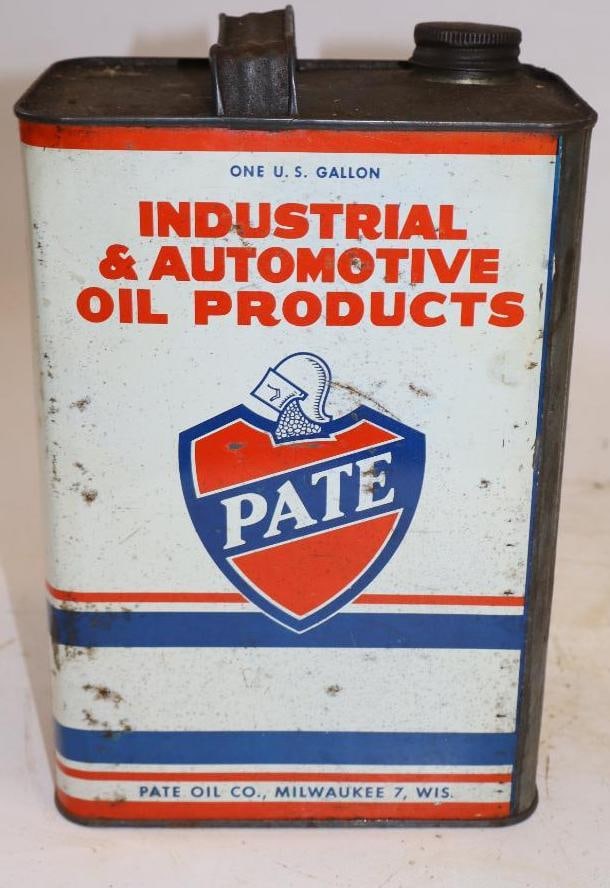 ONE U. S. GALLON
INDUSTRIAL
& AUTOMOTIVE
OIL PRODUCTS
PATE
PATE OIL CO., MILWAUKEE 7, WIS.